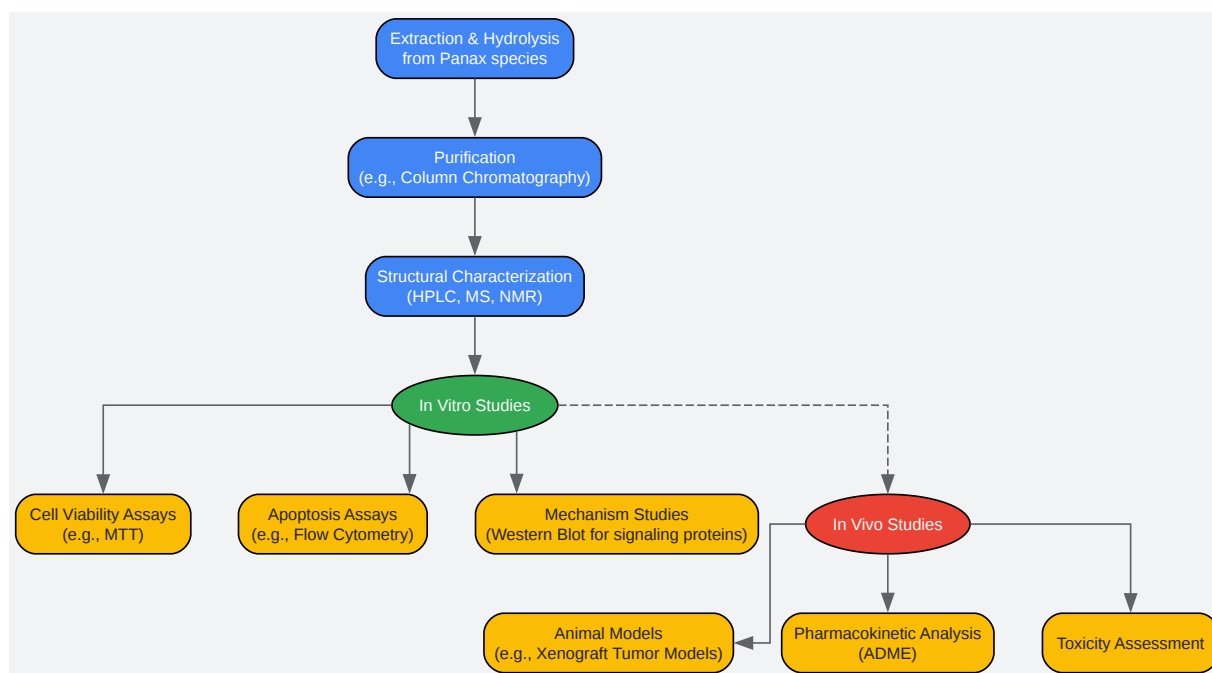 Extraction & Hydrolysis
from Panax species
Purification
(e.g., Column Chromatography)
Structural Characterization
(HPLC, MS, NMR)
In Vitro Studies
Cell Viability Assays
(e.g., MTT)
Apoptosis Assays
(e.g., Flow Cytometry)
Mechanism Studies
(Western Blot for signaling proteins)
In Vivo Studies
Animal Models
(e.g., Xenograft Tumor Models)
Pharmacokinetic Analysis
(ADME)
Toxicity Assessment